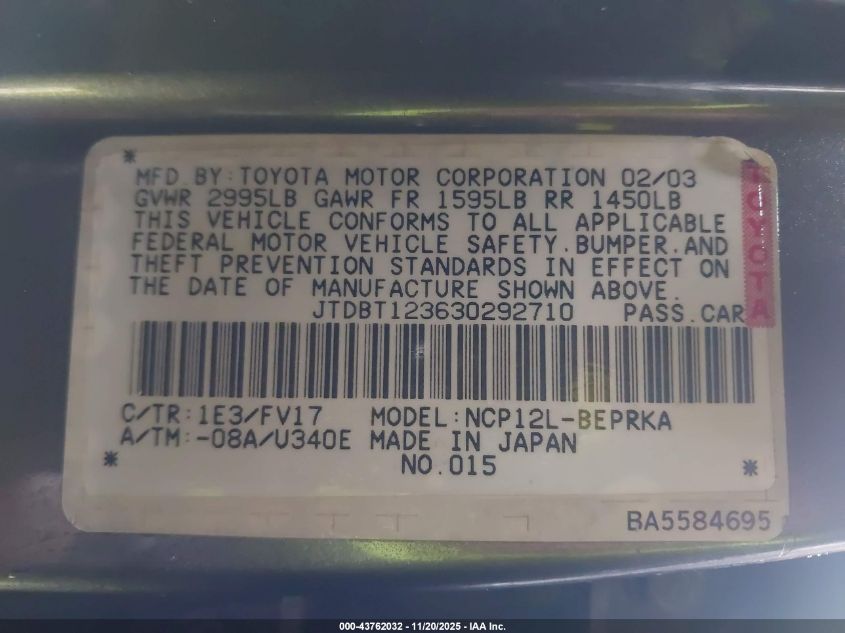 MFD BY:TOYOTA MOTOR CORPORATION 02/03
GVWR 2995LB GAWR FR 1595LB RR 1450LB
THIS VEHICLE CONFORMS TO ALL APPLICABLE
FEDERAL MOTOR VEHICLE SAFETY.BUMPER.AND
THEFT PREVENTION STANDARDS IN EFFECT ON
THE DATE OF MANUFACTURE SHOWN ABOVE.
JTDBT123630292710 PASS.CAR
TOYOTA
C/TR:1E3/FV17 MODEL:NCP12L-BEPRKA
A/TM:-08A/U340E MADE IN JAPAN
NO.015
BA5584695
000-43762032 - 11/20/2025 - IAA Inc.